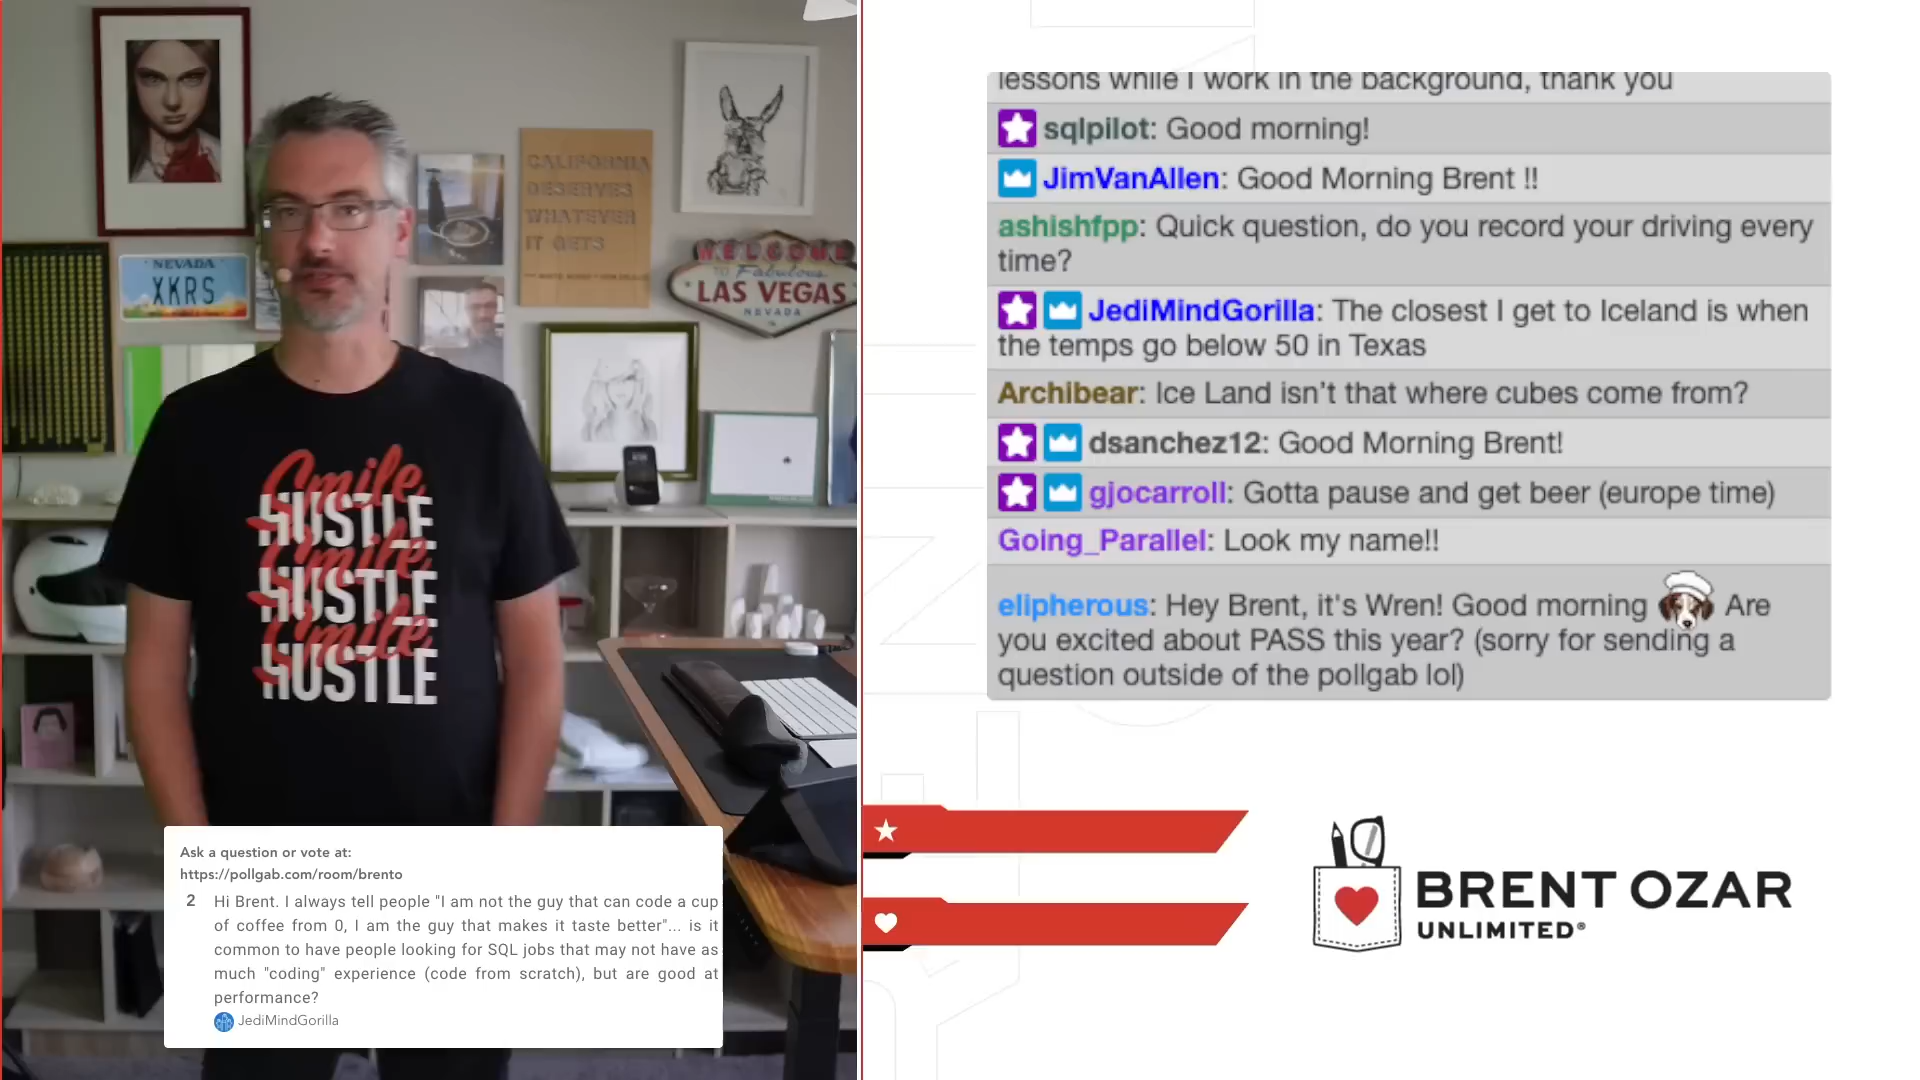 NEVADA
XKRS
CALIFORNIA
DESERVES
WHATEVER
IT GETS
WELCOME
TO Fabulous
LAS VEGAS
NEVADA
Smile,
HUSTLE
Smile,
HUSTLE
Smile,
HUSTLE
Ask a question or vote at:
https://pollgab.com/room/brento
2 Hi Brent. I always tell people "I am not the guy that can code a cup
of coffee from 0, I am the guy that makes it taste better"... is it
common to have people looking for SQL jobs that may not have as
much "coding" experience (code from scratch), but are good at
performance?
JediMindGorilla
lessons while I work in the background, thank you
sqlpilot: Good morning!
JimVanAllen: Good Morning Brent !!
ashishfpp: Quick question, do you record your driving every
time?
JediMindGorilla: The closest I get to Iceland is when
the temps go below 50 in Texas
Archibear: Ice Land isn't that where cubes come from?
dsanchez12: Good Morning Brent!
gjocarroll: Gotta pause and get beer (europe time)
Going_Parallel: Look my name!!
elipherous: Hey Brent, it's Wren! Good morning Are
you excited about PASS this year? (sorry for sending a
question outside of the pollgab lol)
BRENT OZAR
UNLIMITED®